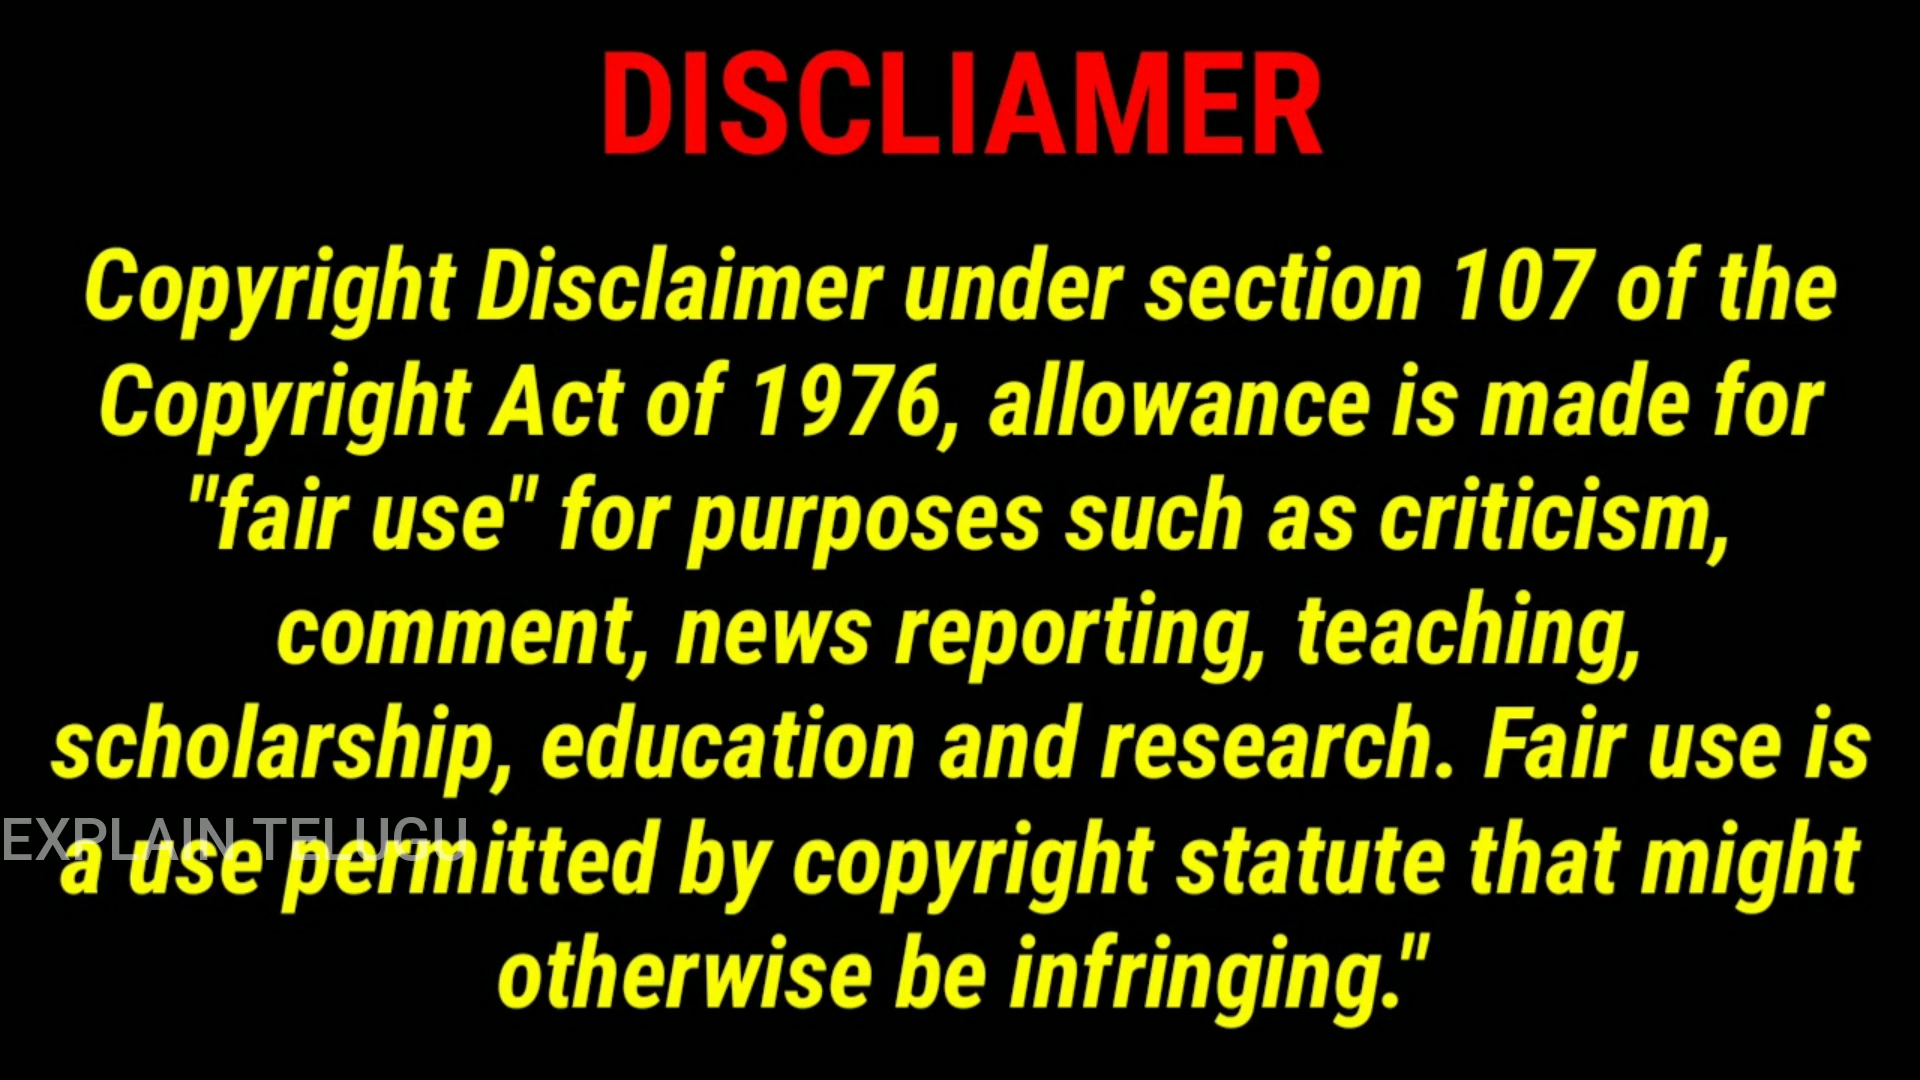 DISCLIAMER
Copyright Disclaimer under section 107 of the
Copyright Act of 1976, allowance is made for
"fair use" for purposes such as criticism,
comment, news reporting, teaching,
scholarship, education and research. Fair use is
EXPLAIN TELUGU
a use permitted by copyright statute that might
otherwise be infringing."